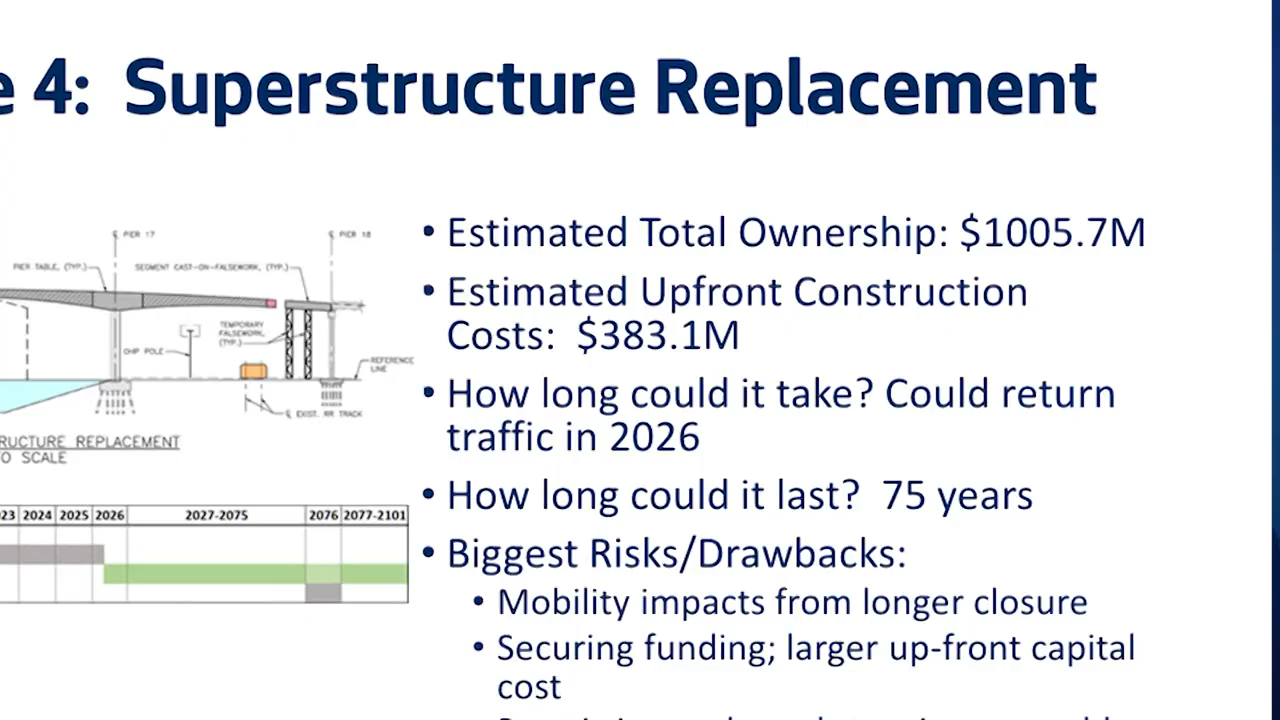 4: Superstructure Replacement
• Estimated Total Ownership: $1005.7M
• Estimated Upfront Construction
Costs: $383.1M
• How long could it take? Could return
traffic in 2026
• How long could it last? 75 years
• Biggest Risks/Drawbacks:
• Mobility impacts from longer closure
• Securing funding; larger up-front capital
cost
℄ PIER 17
℄ PIER 18
PIER TABLE, (TYP.)
SEGMENT CAST-ON-FALSEWORK, (TYP.)
TEMPORARY
FALSEWORK,
(TYP.)
OHP POLE
REFERENCE
LINE
℄ EXIST. RR TRACK
RUCTURE REPLACEMENT
O SCALE
023 2024 2025 2026 2027-2075 2076 2077-2101